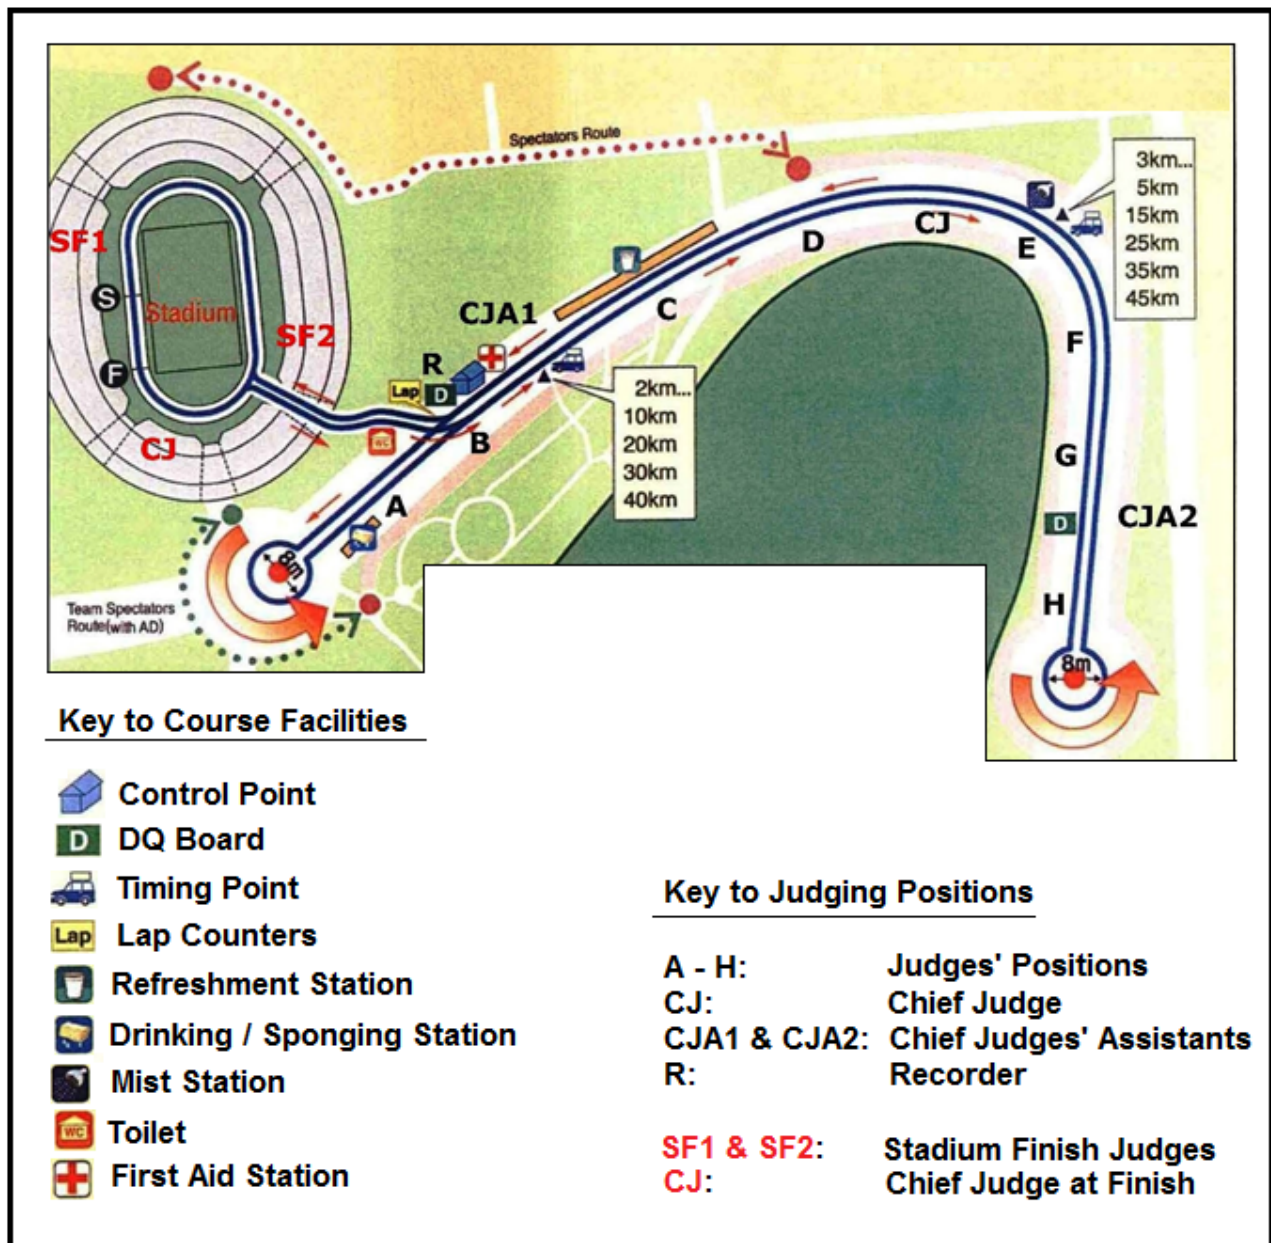 Spectators Route
3km...
5km
15km
25km
35km
45km
SF1
CJ
D
E
S
Stadium
SF2
CJA1
C
R
F
F
Lap
D
2km...
10km
20km
30km
40km
WC
CJ
B
G
A
D
CJA2
8m
Team Spectators
Route(with AD)
H
8m
Key to Course Facilities
Control Point
D DQ Board
Timing Point
Lap Lap Counters
Refreshment Station
Drinking / Sponging Station
Mist Station
WC Toilet
First Aid Station
Key to Judging Positions
A - H: Judges' Positions
CJ: Chief Judge
CJA1 & CJA2: Chief Judges' Assistants
R: Recorder
SF1 & SF2: Stadium Finish Judges
CJ: Chief Judge at Finish